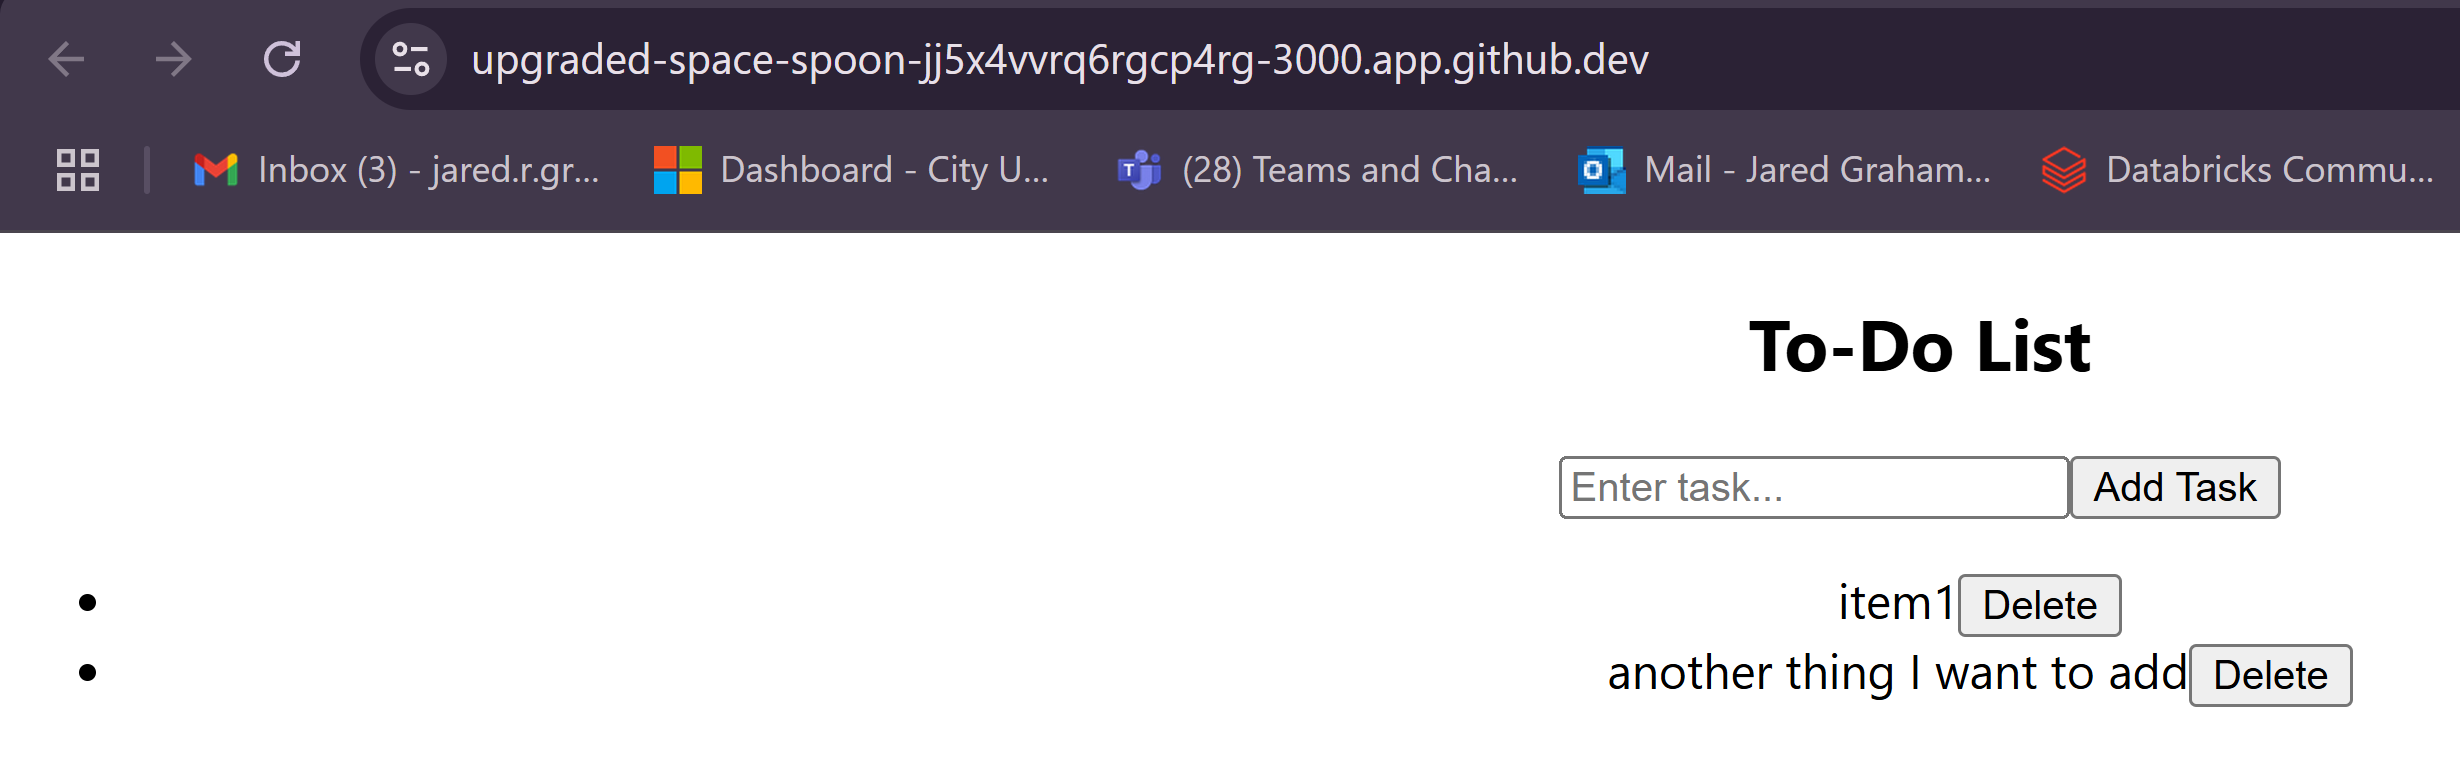 upgraded-space-spoon-jj5x4vvrq6rgcp4rg-3000.app.github.dev
Inbox (3) - jared.r.gr... Dashboard - City U... (28) Teams and Cha... Mail - Jared Graham... Databricks Commu...
To-Do List
Enter task... Add Task
item1 Delete
another thing I want to add Delete